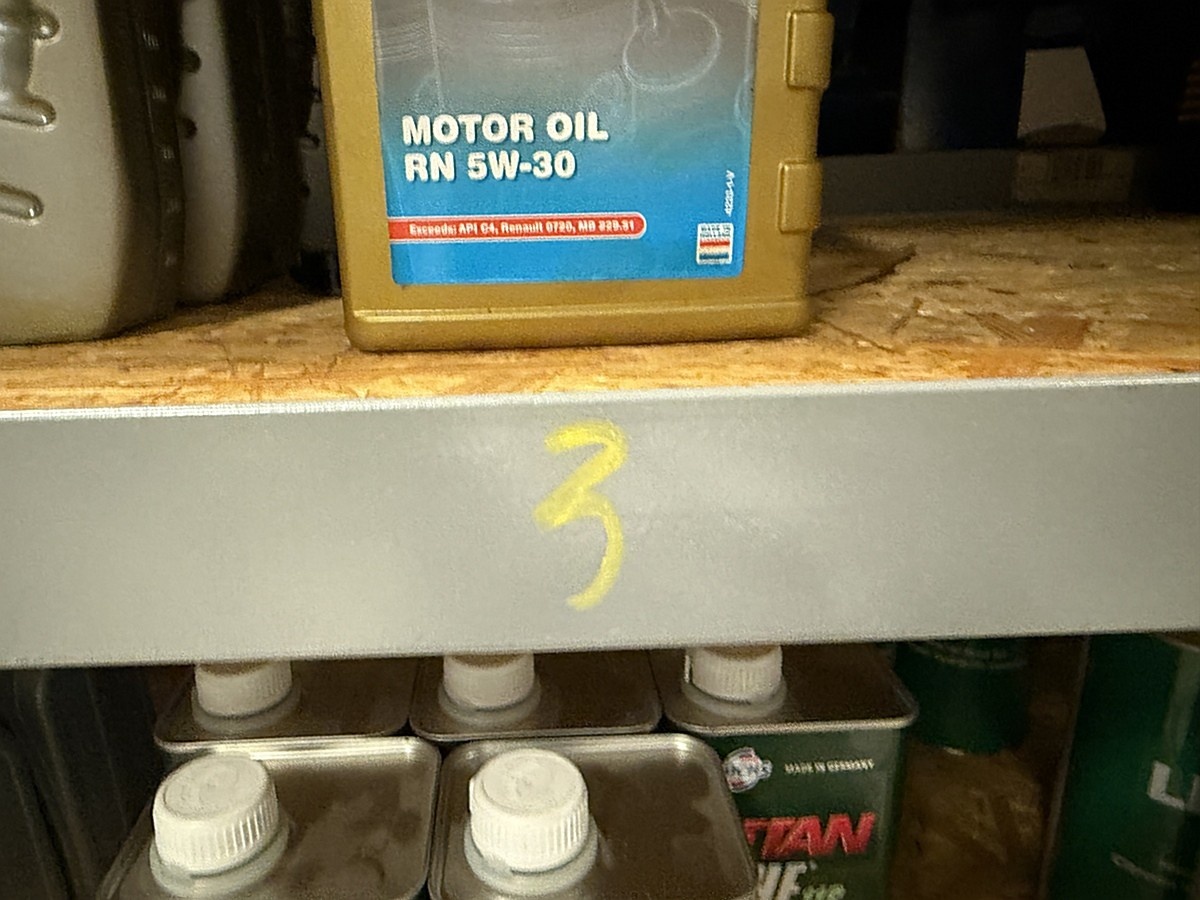 MOTOR OIL
RN 5W-30
Exceeds: API C4, Renault 0720, MB 229.51
3
MADE IN GERMANY
TITAN